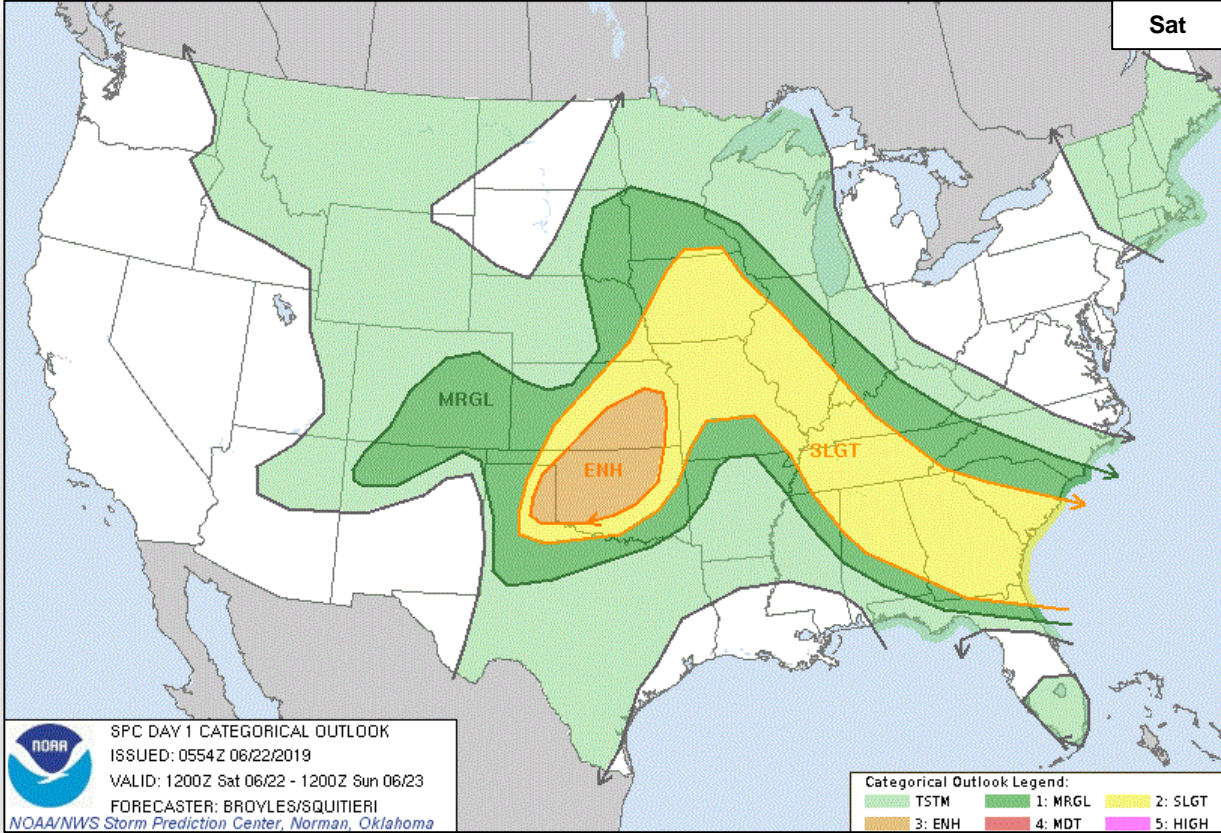 Sat
MRGL
ENH
SLGT
NOAA
SPC DAY 1 CATEGORICAL OUTLOOK
ISSUED: 0554Z 06/22/2019
VALID: 1200Z Sat 06/22 - 1200Z Sun 06/23
FORECASTER: BROYLES/SQUITIERI
NOAA/NWS Storm Prediction Center, Norman, Oklahoma
Categorical Outlook Legend:
TSTM 1: MRGL 2: SLGT
3: ENH 4: MDT 5: HIGH